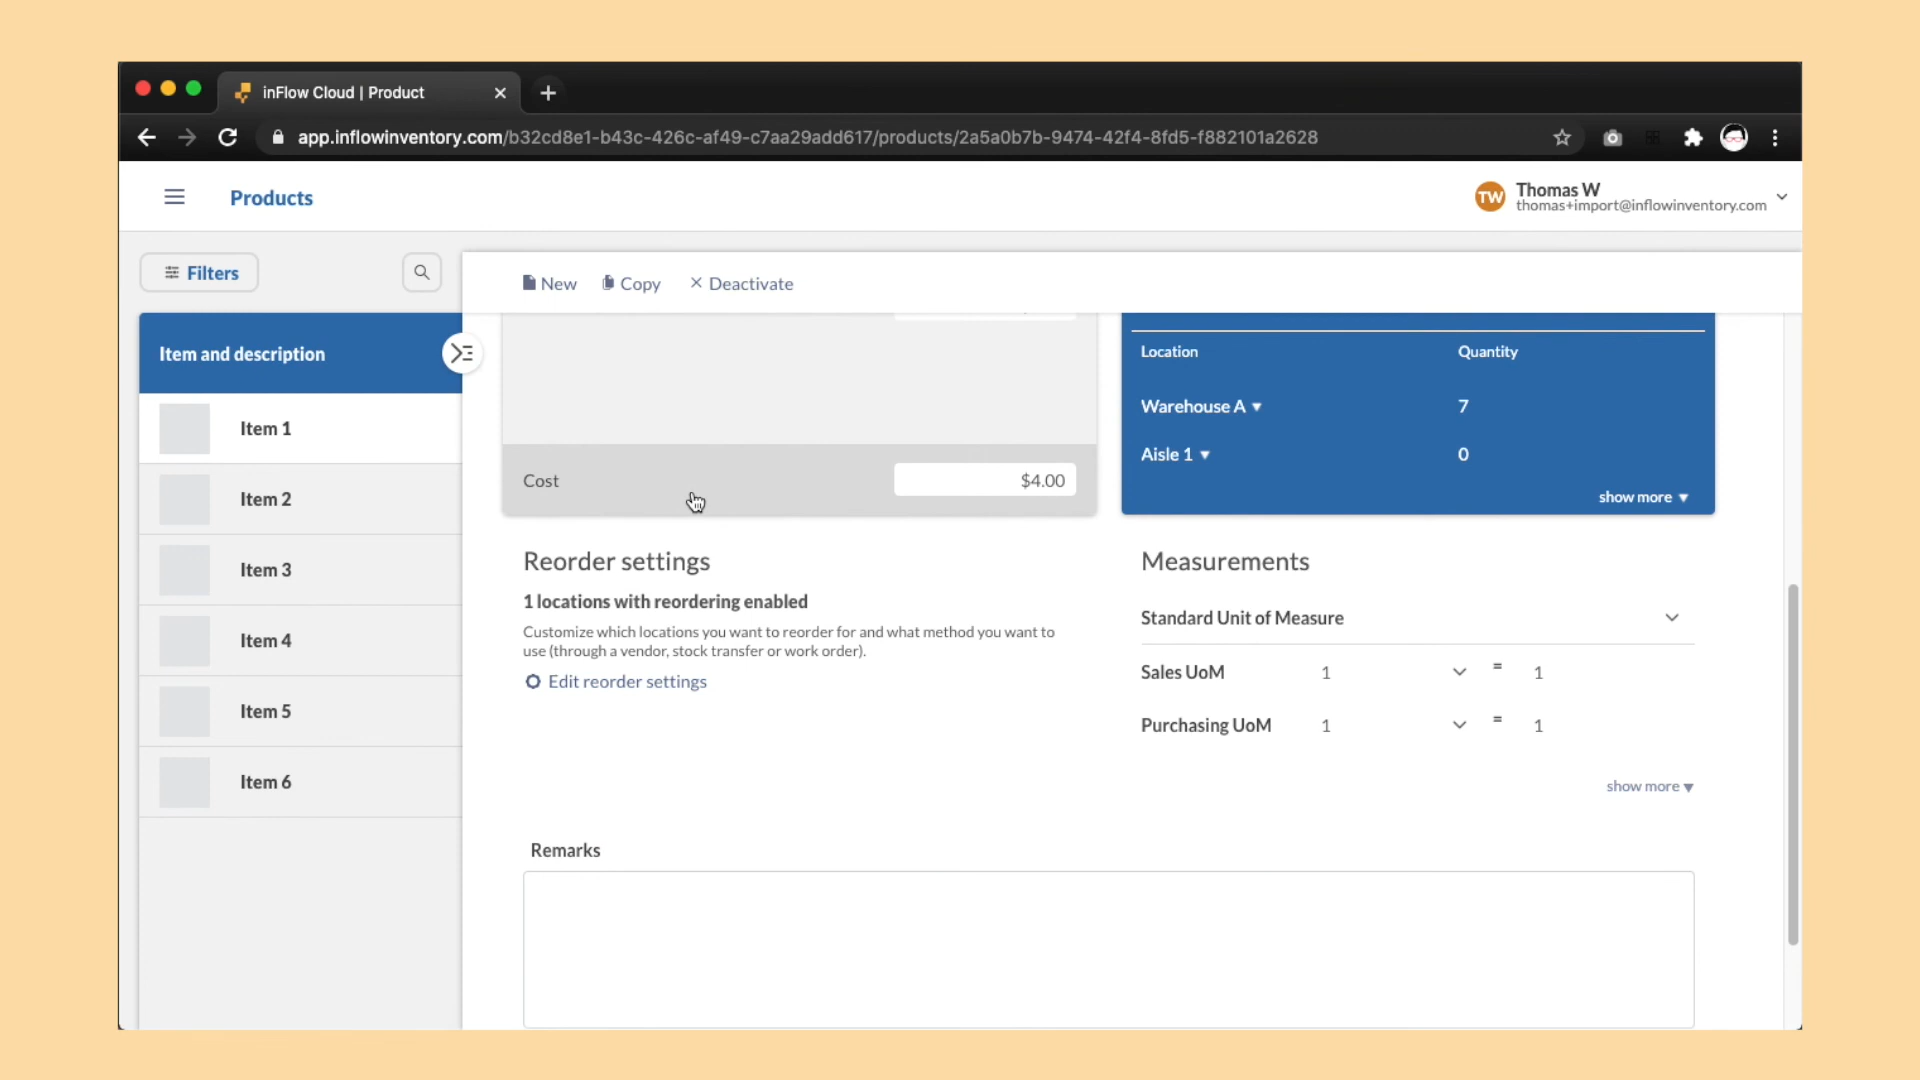 inFlow Cloud | Product
app.inflowinventory.com/b32cd8e1-b43c-426c-af49-c7aa29add617/products/2a5a0b7b-9474-42f4-8fd5-f882101a2628
Products
TW
Thomas W
thomas+import@inflowinventory.com
Filters
New Copy Deactivate
Item and description
Item 1
Item 2
Item 3
Item 4
Item 5
Item 6
Cost $4.00
Location Quantity
Warehouse A 7
Aisle 1 0
show more
Reorder settings
1 locations with reordering enabled
Customize which locations you want to reorder for and what method you want to
use (through a vendor, stock transfer or work order).
Edit reorder settings
Measurements
Standard Unit of Measure
Sales UoM 1 = 1
Purchasing UoM 1 = 1
show more
Remarks